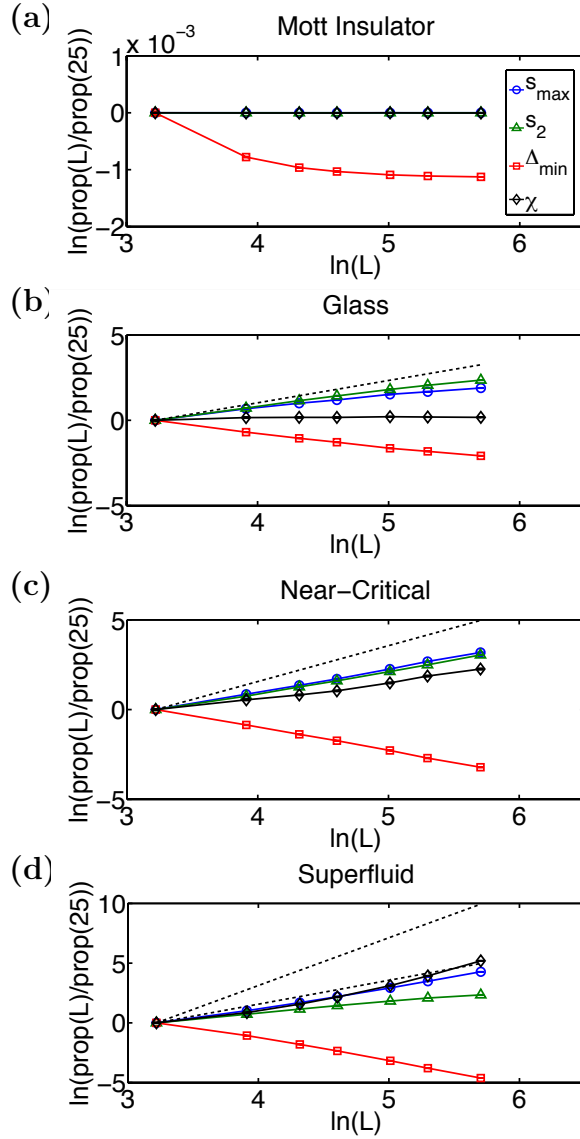 (a)
Mott Insulator
x 10⁻³
1
0
−1
−2
3 4 5 6
ln(L)
ln(prop(L)/prop(25))
s_max
s_2
Δ_min
χ
(b)
Glass
5
0
−5
3 4 5 6
ln(L)
ln(prop(L)/prop(25))
(c)
Near−Critical
5
0
−5
3 4 5 6
ln(L)
ln(prop(L)/prop(25))
(d)
Superfluid
10
5
0
−5
3 4 5 6
ln(L)
ln(prop(L)/prop(25))